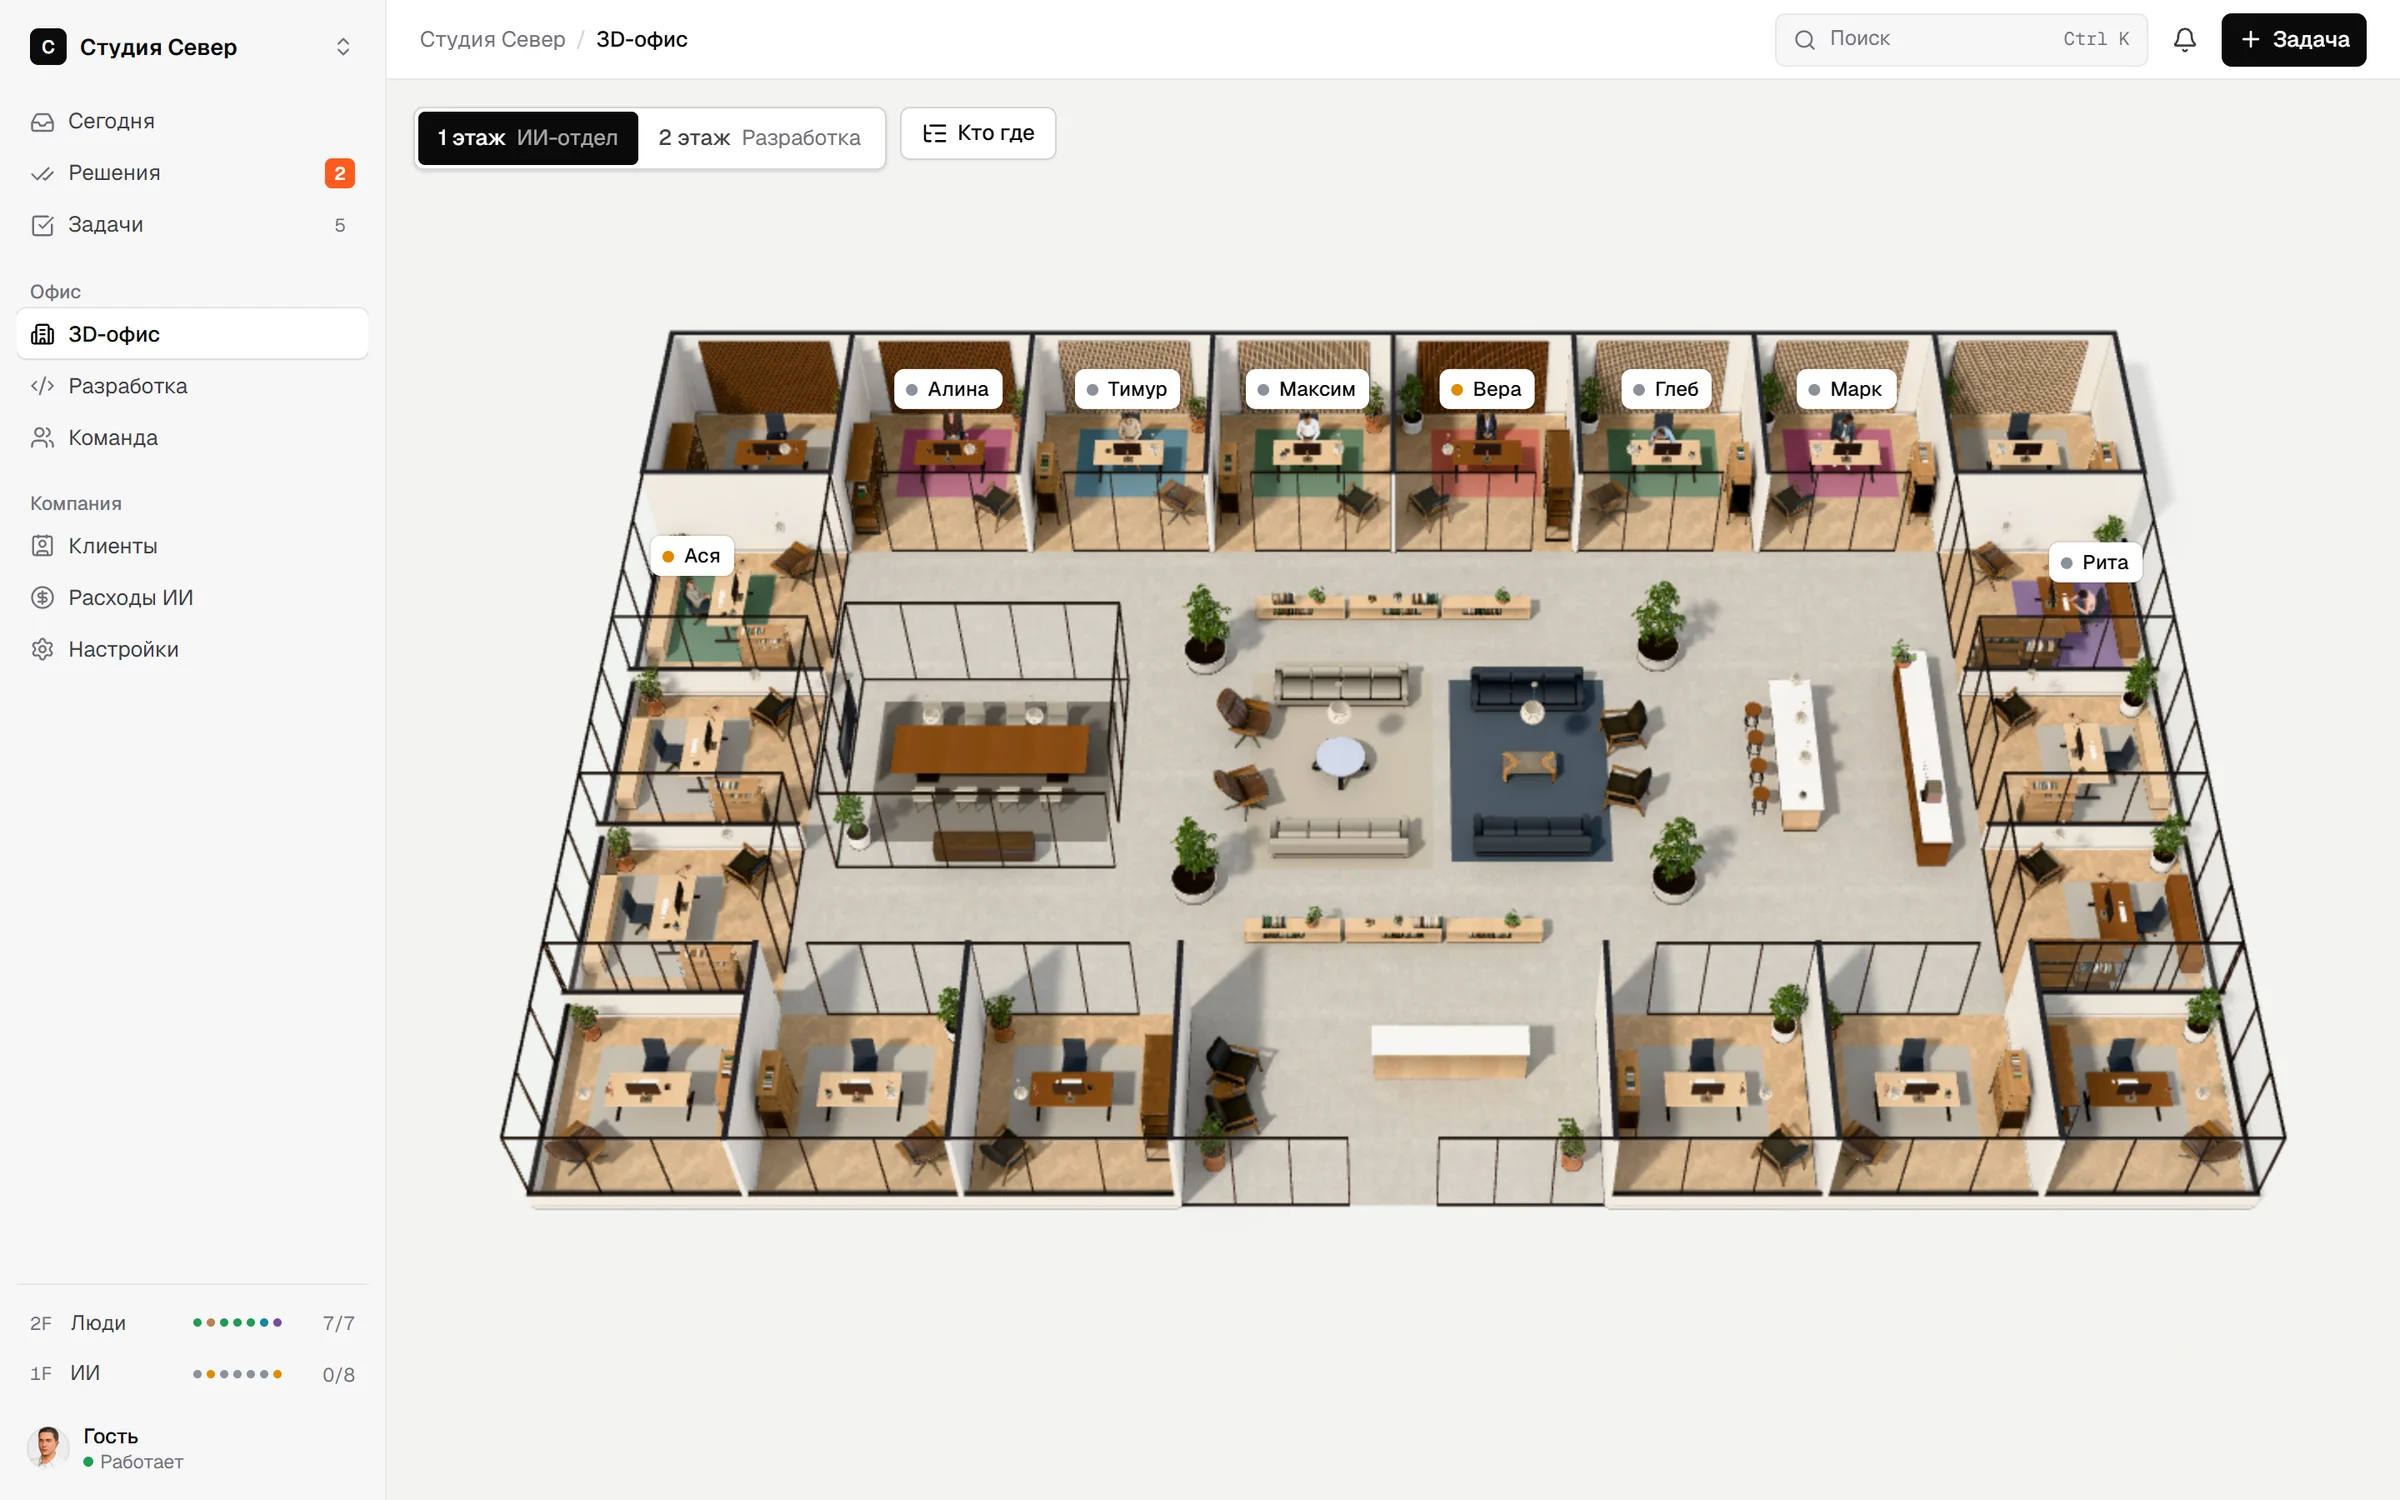 С Студия Север
Сегодня
Решения 2
Задачи 5
Офис
3D-офис
Разработка
Команда
Компания
Клиенты
Расходы ИИ
Настройки
2F Люди 7/7
1F ИИ 0/8
Гость
Работает
Студия Север / 3D-офис
Поиск Ctrl K
+ Задача
1 этаж ИИ-отдел
2 этаж Разработка
Кто где
Алина
Тимур
Максим
Вера
Глеб
Марк
Ася
Рита